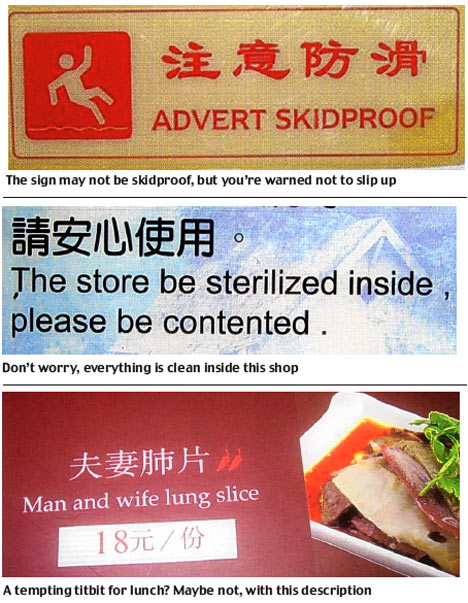 注意防滑
ADVERT SKIDPROOF
The sign may not be skidproof, but you're warned not to slip up
請安心使用。
The store be sterilized inside ,
please be contented .
Don't worry, everything is clean inside this shop
夫妻肺片
Man and wife lung slice
18元/份
A tempting titbit for lunch? Maybe not, with this description